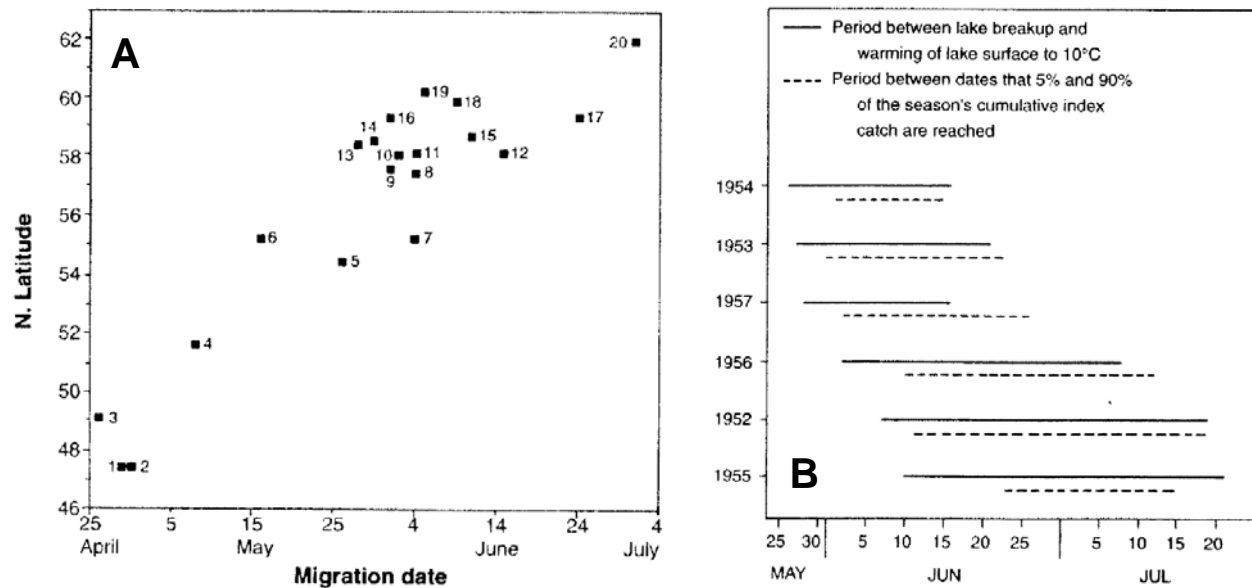 A
62
60
58
56
54
52
50
48
46
N. Latitude
20
19
18
17
16
15
14
13
12
11
10
9
8
7
6
5
4
3
1
2
25 5 15 25 4 14 24 4
April May June July
Migration date
Period between lake breakup and
warming of lake surface to 10°C
Period between dates that 5% and 90%
of the season's cumulative index
catch are reached
1954
1953
1957
1956
1952
1955
B
25 30 5 10 15 20 25 5 10 15 20
MAY JUN JUL